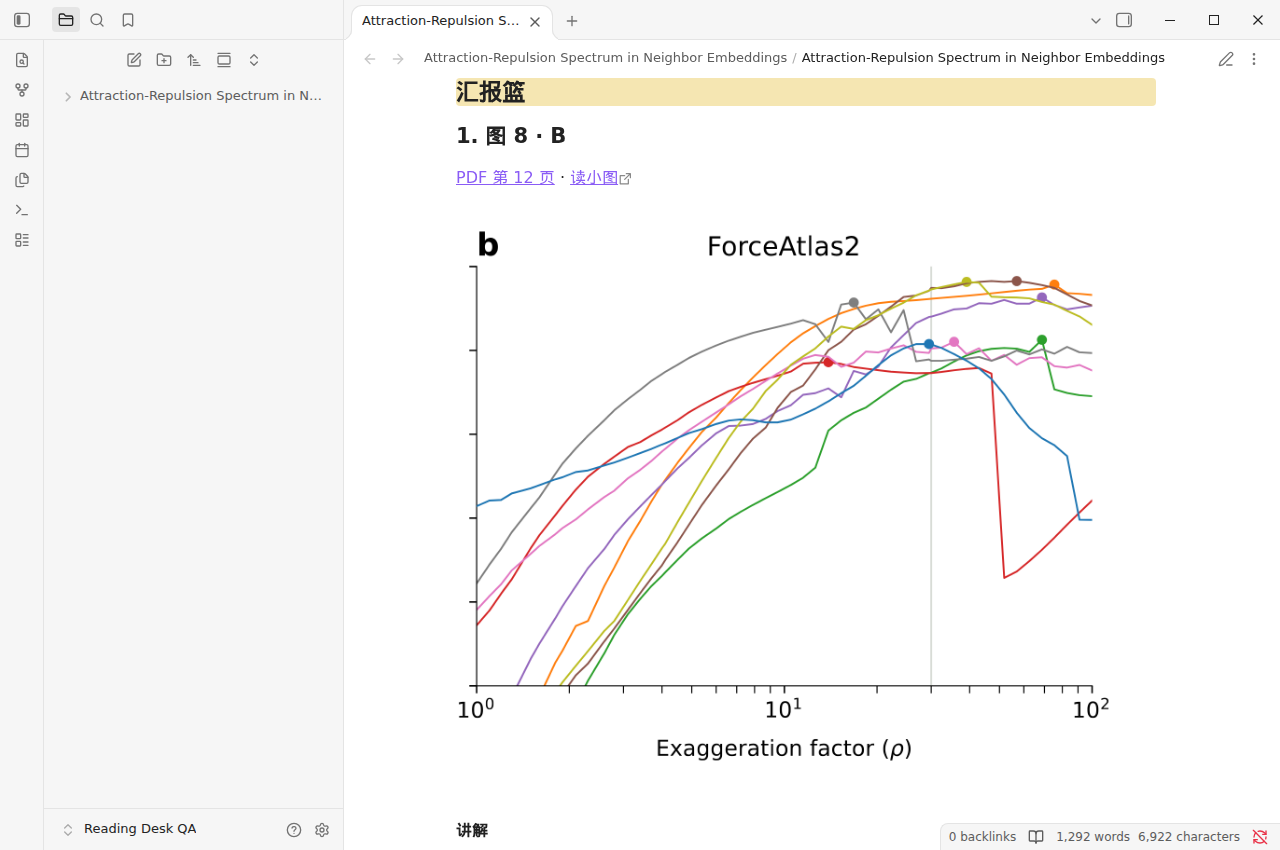 Attraction-Repulsion S...
Attraction-Repulsion Spectrum in Neighbor Embeddings / Attraction-Repulsion Spectrum in Neighbor Embeddings
Attraction-Repulsion Spectrum in N...
汇报篮
1. 图 8 · B
PDF 第 12 页 · 读小图
b
ForceAtlas2
10⁰
10¹
10²
Exaggeration factor (ρ)
讲解
Reading Desk QA
0 backlinks
1,292 words
6,922 characters